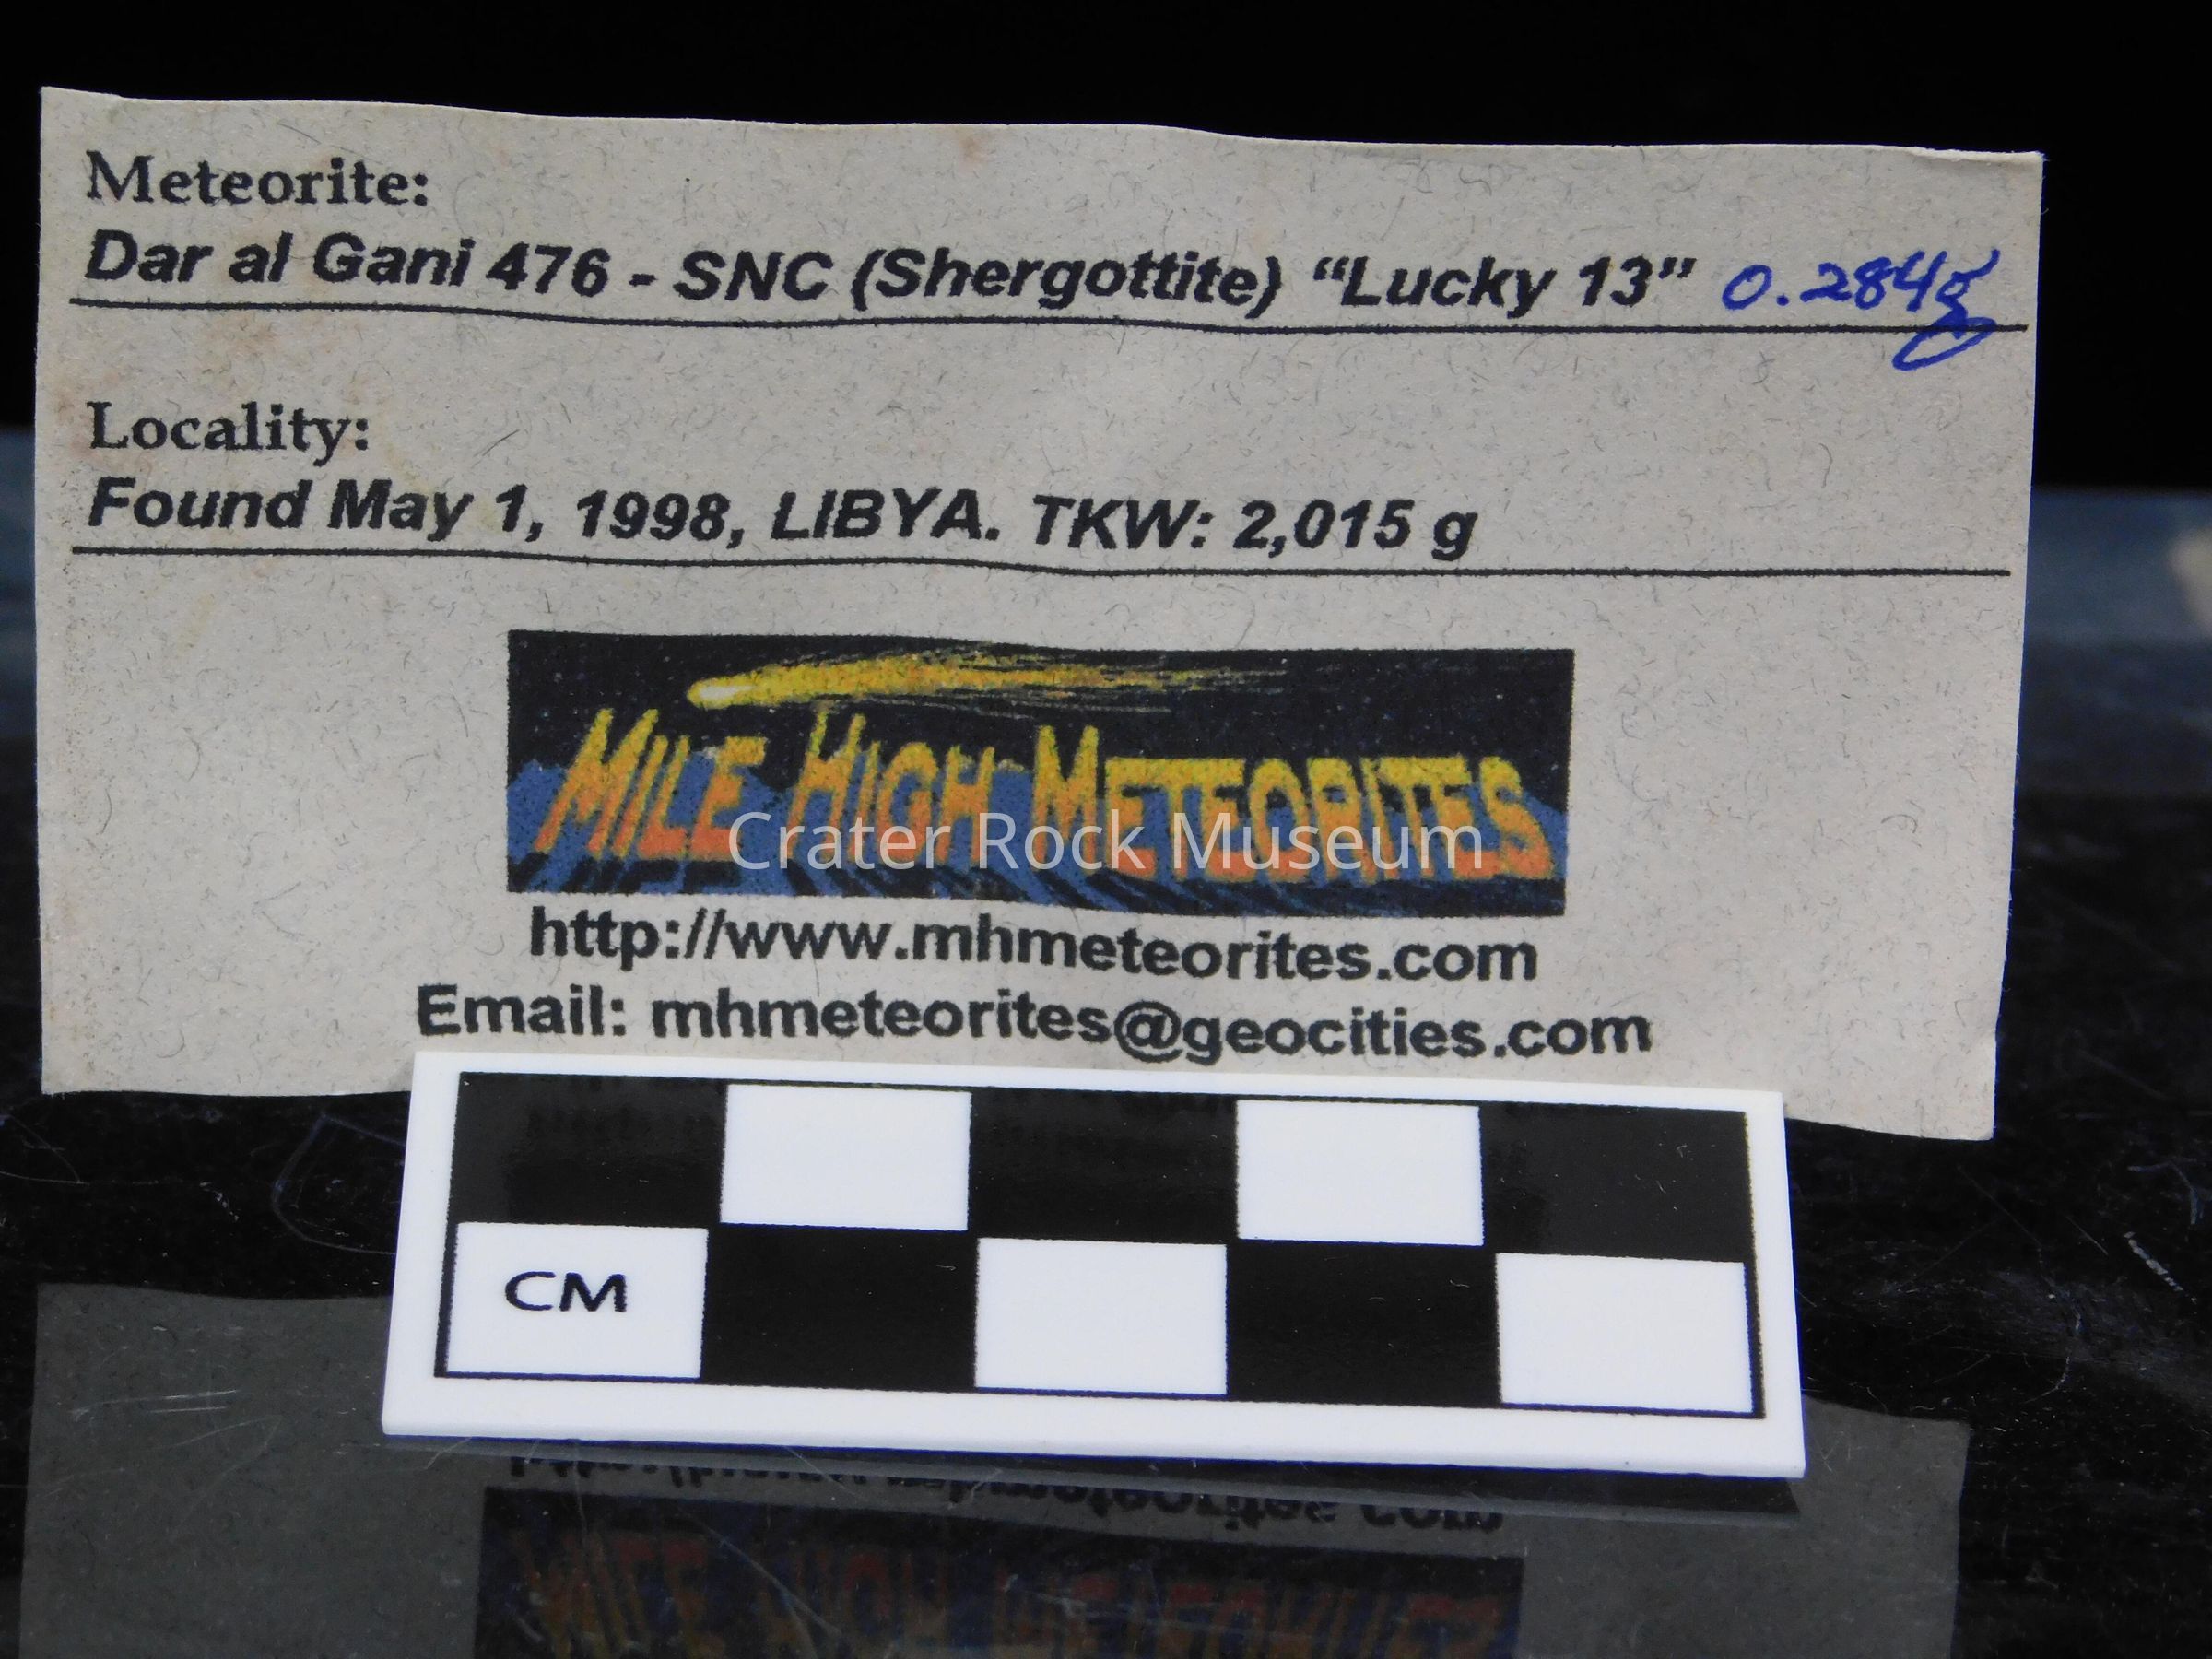 Meteorite:
Dar al Gani 476 - SNC (Shergottite) “Lucky 13” 0.284g
Locality:
Found May 1, 1998, LIBYA. TKW: 2,015 g
MILE HIGH METEORITES
Crater Rock Museum
http://www.mhmeteorites.com
Email: mhmeteorites@geocities.com
CM